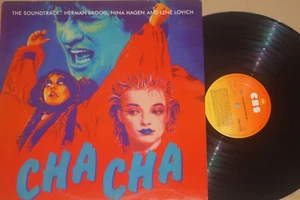 THE SOUNDTRACK: HERMAN BROOD, NINA HAGEN AND LENE LOVICH
CHA CHA
CBS